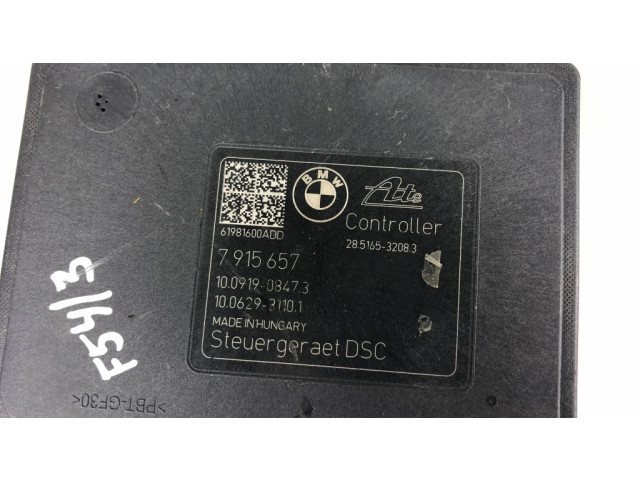 BMW
Ate
61981600ADD
Controller
28.5165-3208.3
7 915 657
10.0919-0847.3
10.0629-3110.1
MADE IN HUNGARY
Steuergeraet DSC
F54/3
>PBT-GF30<